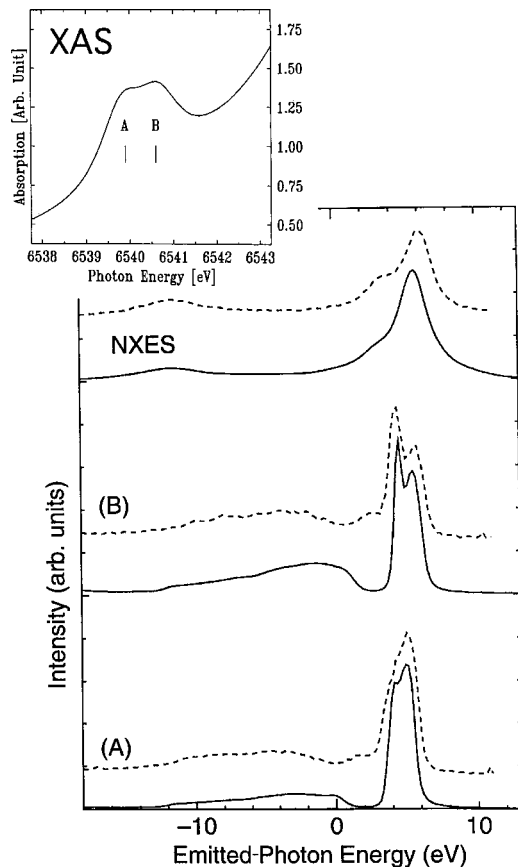 XAS
Absorption [Arb. Unit]
1.75
1.50
1.25
1.00
0.75
0.50
A
B
6538 6539 6540 6541 6542 6543
Photon Energy [eV]
NXES
(B)
(A)
Intensity (arb. units)
−10 0 10
Emitted-Photon Energy (eV)